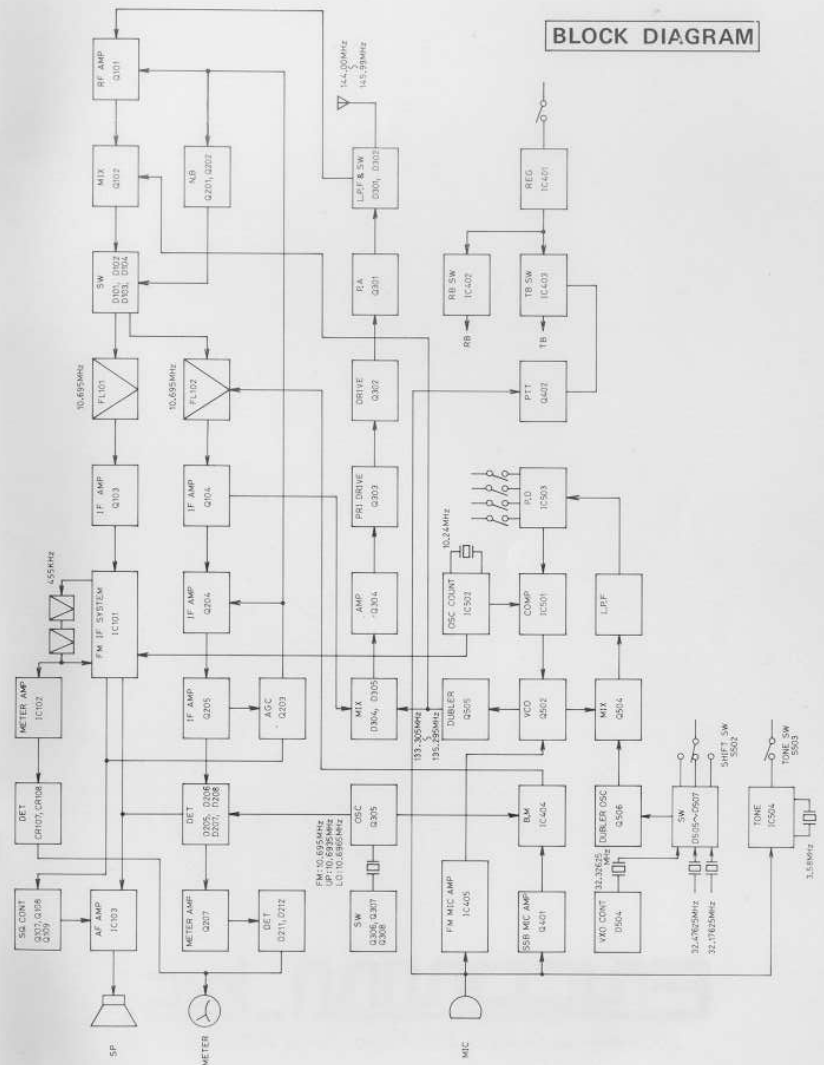 BLOCK DIAGRAM
SP
AF AMP
IC103
SQ CONT
Q107, Q108
Q109
DET
CR107, CR108
METER AMP
IC102
FM IF SYSTEM
IC101
455KHz
IF AMP
Q103
10.695MHz
FL101
SW
D101, D102
D103, D104
MIX
Q102
RF AMP
Q101
METER
METER AMP
Q207
DET
D211, D212
DET
D205, D206
D207, D208
IF AMP
Q205
AGC
Q203
IF AMP
Q204
IF AMP
Q104
10.695MHz
FL102
N.B
Q201, Q202
SW
Q306, Q307
Q308
OSC
Q305
FM:10.695MHz
UP:10.6935MHz
LO:10.6965MHz
MIX
D304, D305
AMP
Q304
PRI DRIVE
Q303
DRIVE
Q302
P.A
Q301
L.P.F & SW
D301, D302
144.00MHz
145.99MHz
133.305MHz
135.295MHz
MIC
FM MIC AMP
IC405
SSB MIC AMP
Q401
B.M
IC404
DUBLER
Q505
VCO
Q502
MIX
Q504
OSC COUNT
IC502
10.24MHz
COMP
IC501
L.P.F
P.D
IC503
PTT
Q402
RB SW
IC402
RB
TB SW
IC403
TB
REG
IC401
VXO CONT
D504
32.32625
MHz
DUBLER OSC
Q506
SW
D505~D507
SHIFT SW
S502
32.47625MHz
32.17625MHz
TONE
IC504
TONE SW
S503
3.58MHz